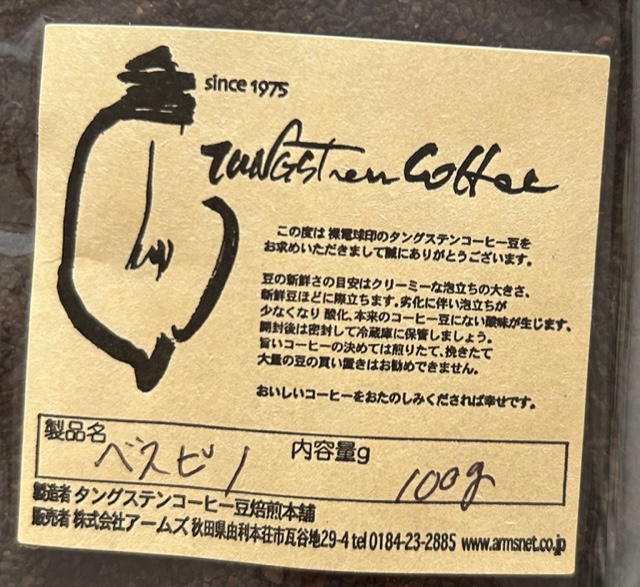 since 1975
TUNGSTen Coffee
この度は 裸電球印のタングステンコーヒー豆を
お求めいただきまして誠にありがとうございます。
豆の新鮮さの目安はクリーミーな泡立ちの大きさ、
新鮮豆ほどに際立ちます。劣化に伴い泡立ちが
少なくなり 酸化、本来のコーヒー豆にない酸味が生じます、
開封後は密封して冷蔵庫に保管しましょう。
旨いコーヒーの決めては煎りたて、挽きたて
大量の豆の買い置きはお勧めできません。
おいしいコーヒーをおたのしみくだされば幸せです。
製品名 ベスビノ 内容量g 100g
製造者 タングステンコーヒー豆焙煎本舗
販売者 株式会社アームズ 秋田県由利本荘市瓦谷地29-4 tel 0184-23-2885 www.armsnet.co.jp